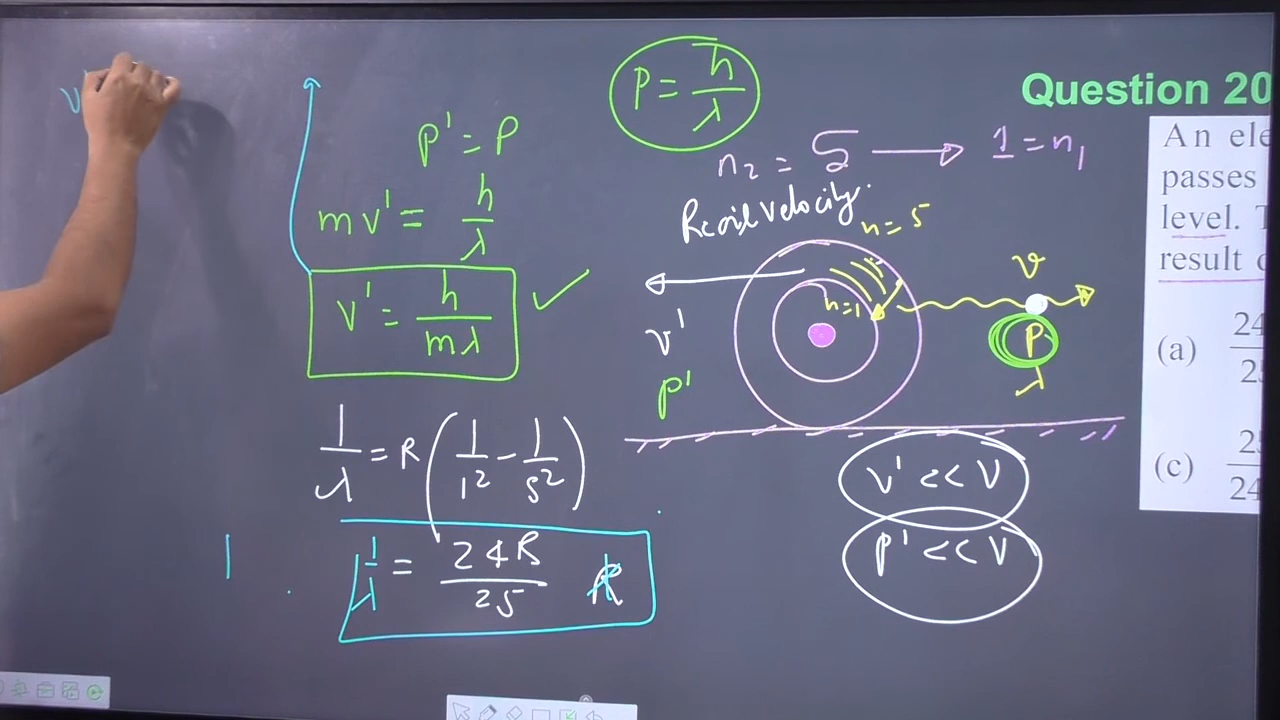 P = h/λ
Question 20
p' = p
n₂ = 5 → 1 = n₁
mv' = h/λ
Recoil velocity.
n = 5
n=1
v' = h/mλ
v'
p'
ν
P
λ
1/λ = R(1/1² - 1/5²)
v' << V
p' << V
1/λ = 24R/25
An ele
passes
level. T
result o
(a) 24
(c) 25
24